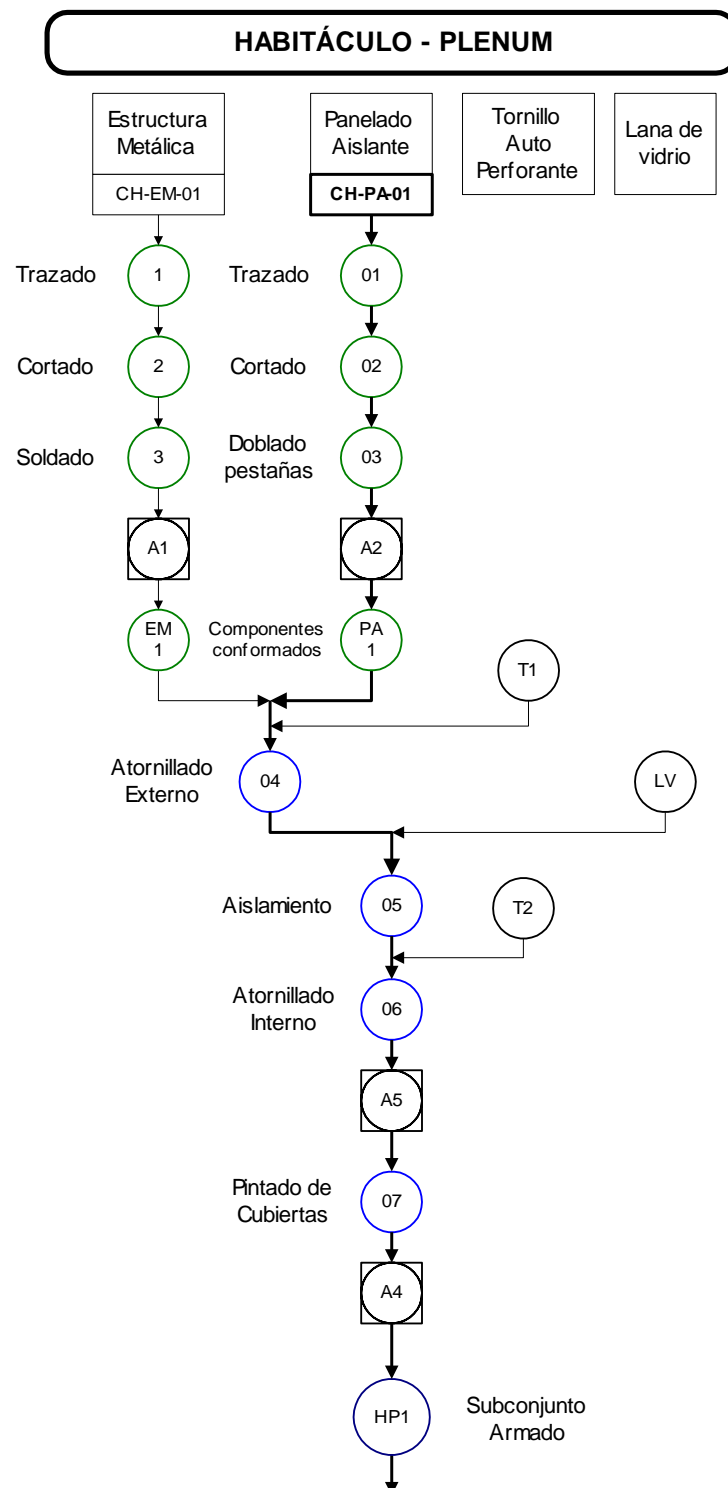 HABITÁCULO - PLENUM
Estructura
Metálica
CH-EM-01
Panelado
Aislante
CH-PA-01
Tornillo
Auto
Perforante
Lana de
vidrio
Trazado
1
Trazado
01
Cortado
2
Cortado
02
Soldado
3
Doblado
pestañas
03
A1
A2
EM
1
Componentes
conformados
PA
1
T1
Atornillado
Externo
04
LV
Aislamiento
05
T2
Atornillado
Interno
06
A5
Pintado de
Cubiertas
07
A4
HP1
Subconjunto
Armado